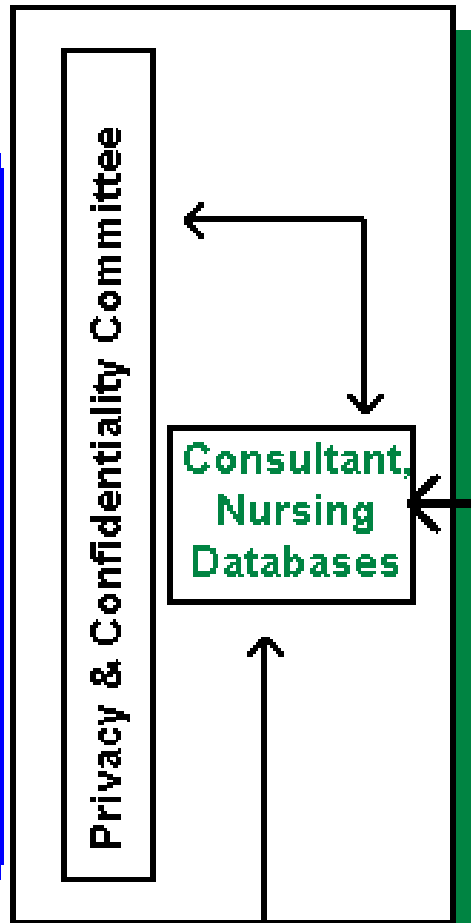 Privacy & Confidentiality Committee
Consultant,
Nursing
Databases